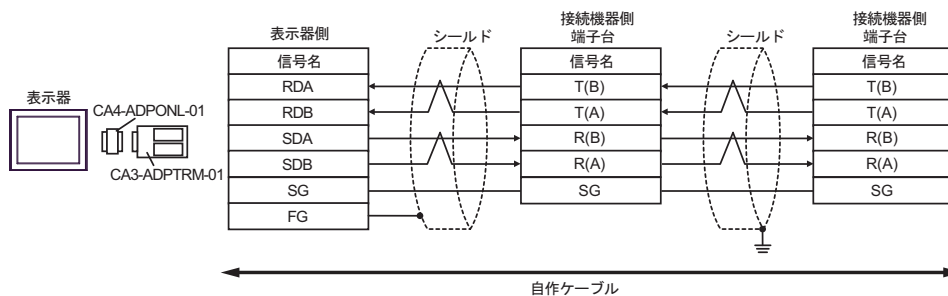 表示器
CA4-ADPONL-01
CA3-ADPTRM-01
表示器側
信号名
RDA
RDB
SDA
SDB
SG
FG
シールド
接続機器側
端子台
信号名
T(B)
T(A)
R(B)
R(A)
SG
シールド
接続機器側
端子台
信号名
T(B)
T(A)
R(B)
R(A)
SG
自作ケーブル